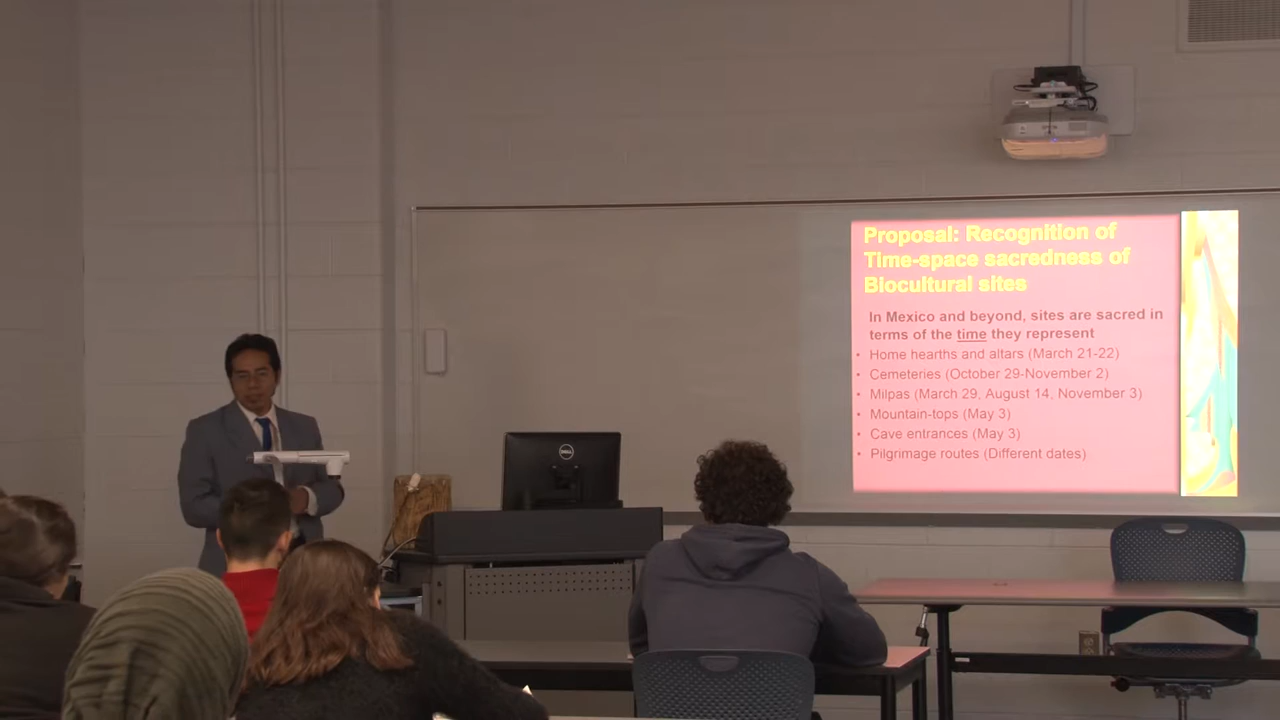 Proposal: Recognition of
Time-space sacredness of
Biocultural sites
In Mexico and beyond, sites are sacred in
terms of the time they represent
• Home hearths and altars (March 21-22)
• Cemeteries (October 29-November 2)
• Milpas (March 29, August 14, November 3)
• Mountain-tops (May 3)
• Cave entrances (May 3)
• Pilgrimage routes (Different dates)
DELL